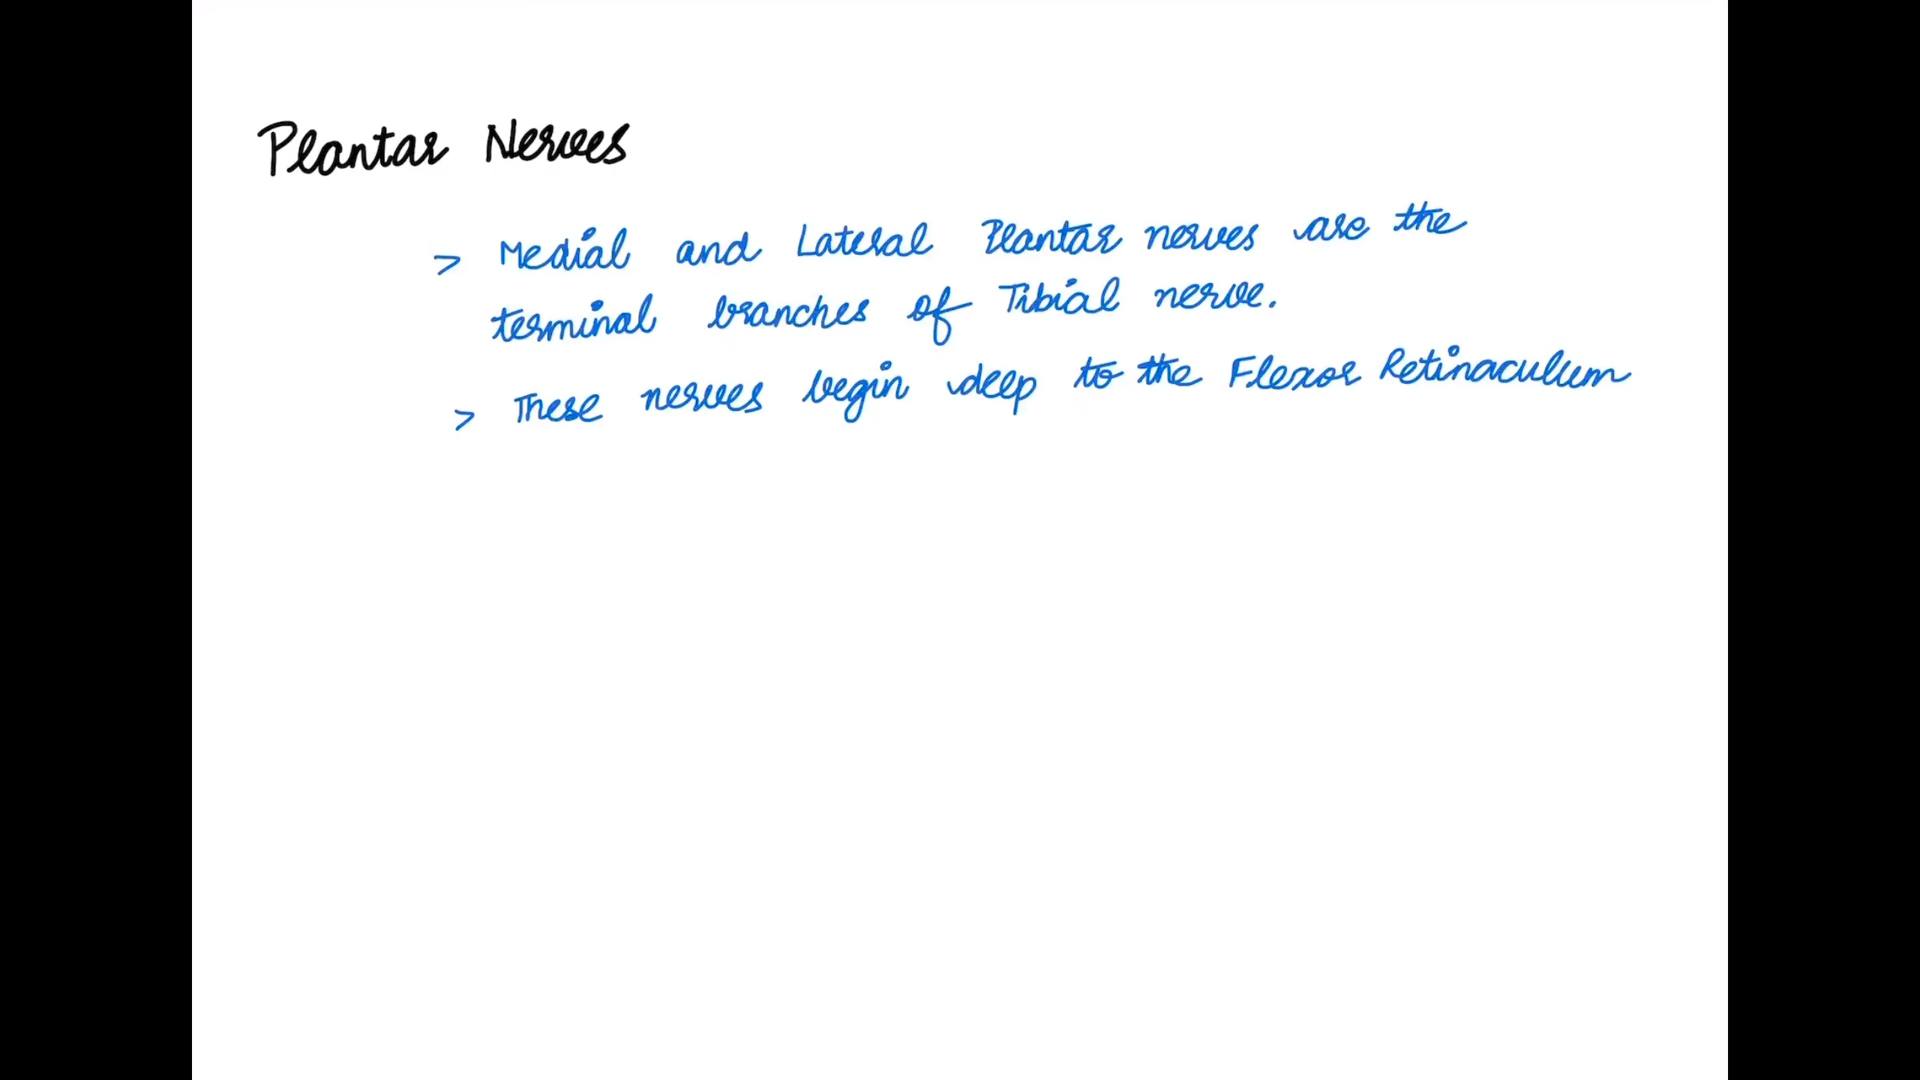 Plantar Nerves
> Medial and Lateral Plantar nerves are the
terminal branches of Tibial nerve.
> These nerves begin deep to the Flexor Retinaculum